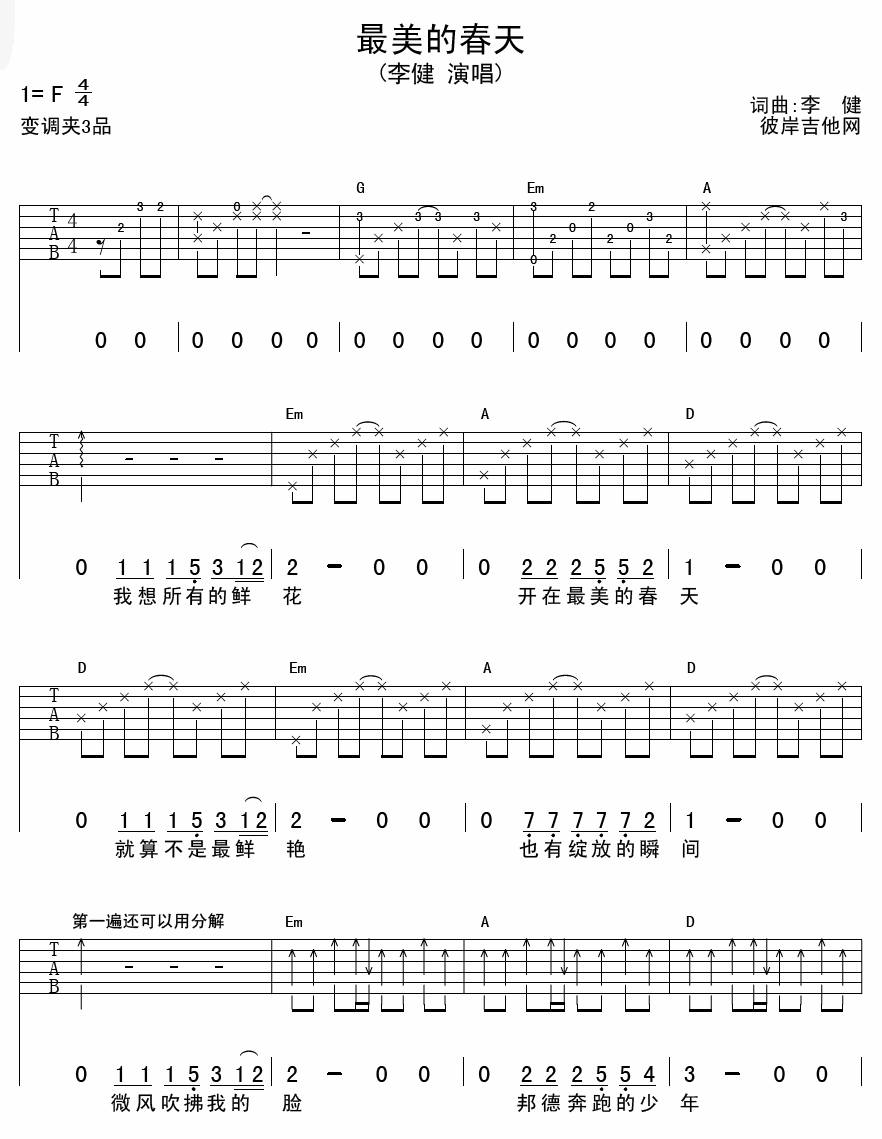 最美的春天
(李健 演唱)
1= F 4/4
词曲:李 健
变调夹3品
彼岸吉他网
G Em A
T A B 4 4 2 3 2 0 3 3 3 3 3 0 2 0 2 2 0 3 2 3
0 0 0 0 0 0 0 0 0 0 0 0 0 0 0 0 0 0
Em A D
T A B
0 1 1 1 5 3 1 2 2 - 0 0 0 2 2 2 5 5 2 1 - 0 0
我想所有的鲜 花 开在最美的春 天
D Em A D
T A B
0 1 1 1 5 3 1 2 2 - 0 0 0 7 7 7 7 7 2 1 - 0 0
就算不是最鲜 艳 也有绽放的瞬 间
第一遍还可以用分解 Em A D
T A B
0 1 1 1 5 3 1 2 2 - 0 0 0 2 2 2 5 5 4 3 - 0 0
微风吹拂我的 脸 邦德奔跑的少 年